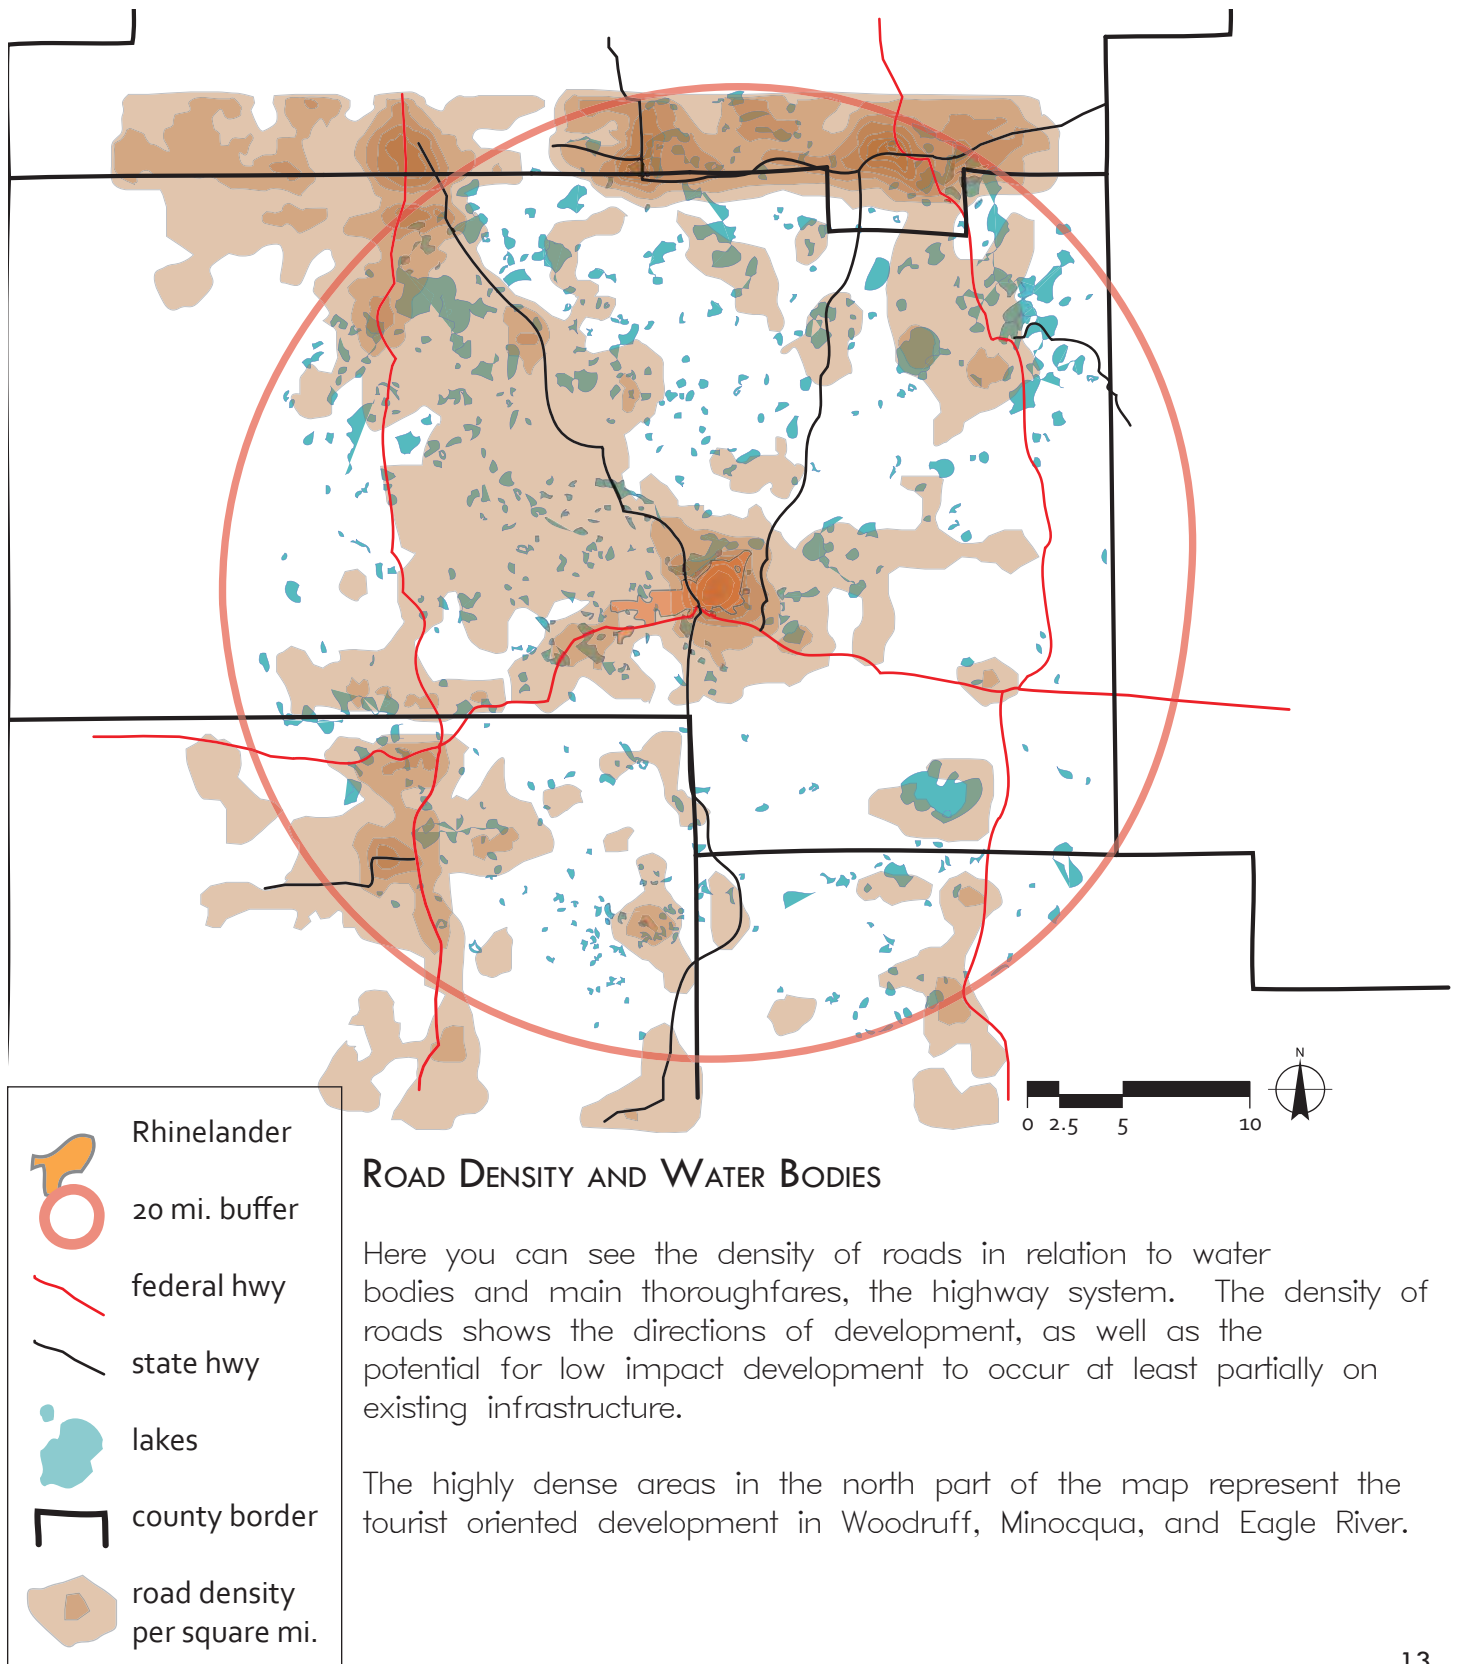 N
0 2.5 5 10
Rhinelander
20 mi. buffer
federal hwy
state hwy
lakes
county border
road density
per square mi.
Road Density and Water Bodies
Here you can see the density of roads in relation to water
bodies and main thoroughfares, the highway system. The density of
roads shows the directions of development, as well as the
potential for low impact development to occur at least partially on
existing infrastructure.
The highly dense areas in the north part of the map represent the
tourist oriented development in Woodruff, Minocqua, and Eagle River.
13